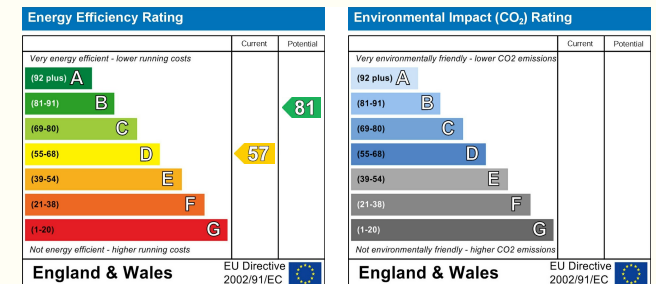 Energy Efficiency Rating
Current Potential
Very energy efficient - lower running costs
(92 plus) A
(81-91) B
(69-80) C
(55-68) D
(39-54) E
(21-38) F
(1-20) G
57
81
Not energy efficient - higher running costs
England & Wales
EU Directive
2002/91/EC
Environmental Impact (CO₂) Rating
Current Potential
Very environmentally friendly - lower CO2 emissions
(92 plus) A
(81-91) B
(69-80) C
(55-68) D
(39-54) E
(21-38) F
(1-20) G
Not environmentally friendly - higher CO2 emissions
England & Wales
EU Directive
2002/91/EC